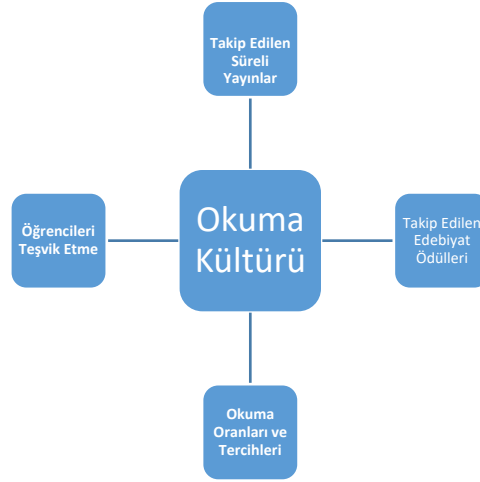 Takip Edilen
Süreli
Yayınlar
Öğrencileri
Teşvik Etme
Okuma
Kültürü
Takip Edilen
Edebiyat
Ödülleri
Okuma
Oranları ve
Tercihleri